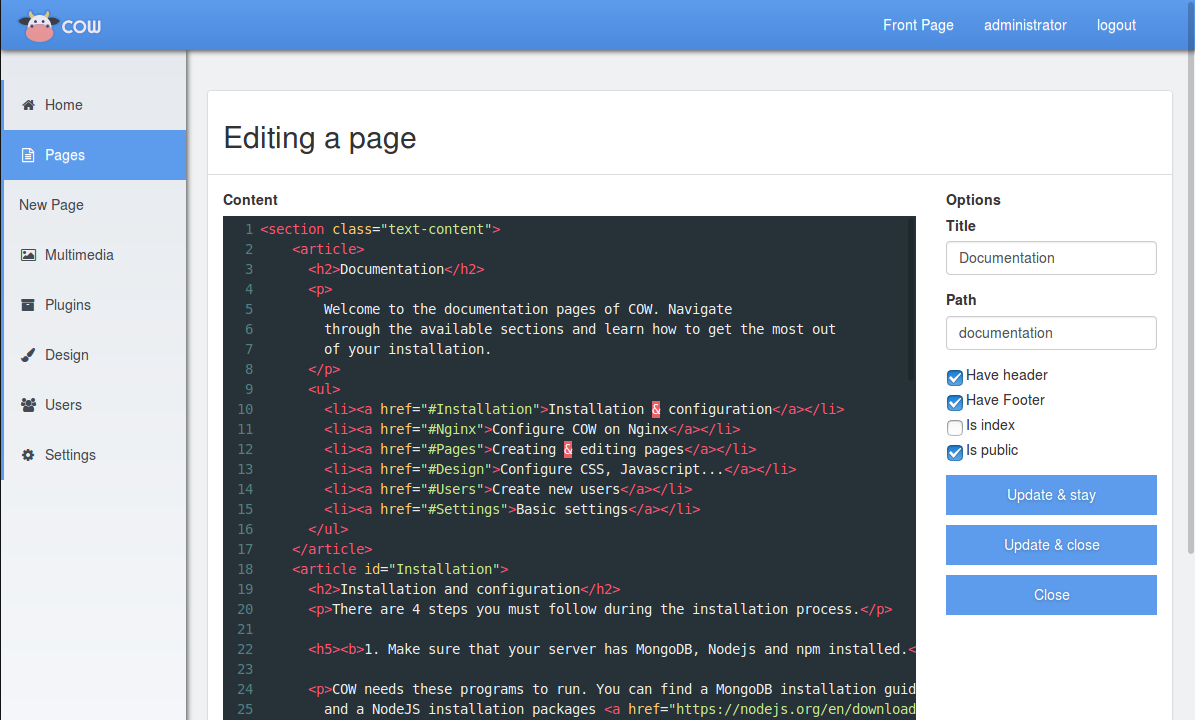 COW
Front Page administrator logout
Home
Pages
New Page
Multimedia
Plugins
Design
Users
Settings
Editing a page
Content
1 <section class="text-content">
2 <article>
3 <h2>Documentation</h2>
4 <p>
5 Welcome to the documentation pages of COW. Navigate
6 through the available sections and learn how to get the most out
7 of your installation.
8 </p>
9 <ul>
10 <li><a href="#Installation">Installation & configuration</a></li>
11 <li><a href="#Nginx">Configure COW on Nginx</a></li>
12 <li><a href="#Pages">Creating & editing pages</a></li>
13 <li><a href="#Design">Configure CSS, Javascript...</a></li>
14 <li><a href="#Users">Create new users</a></li>
15 <li><a href="#Settings">Basic settings</a></li>
16 </ul>
17 </article>
18 <article id="Installation">
19 <h2>Installation and configuration</h2>
20 <p>There are 4 steps you must follow during the installation process.</p>
21
22 <h5><b>1. Make sure that your server has MongoDB, Nodejs and npm installed.<
23
24 <p>COW needs these programs to run. You can find a MongoDB installation guid
25 and a NodeJS installation packages <a href="https://nodejs.org/en/download
Options
Title
Documentation
Path
documentation
Have header
Have Footer
Is index
Is public
Update & stay
Update & close
Close